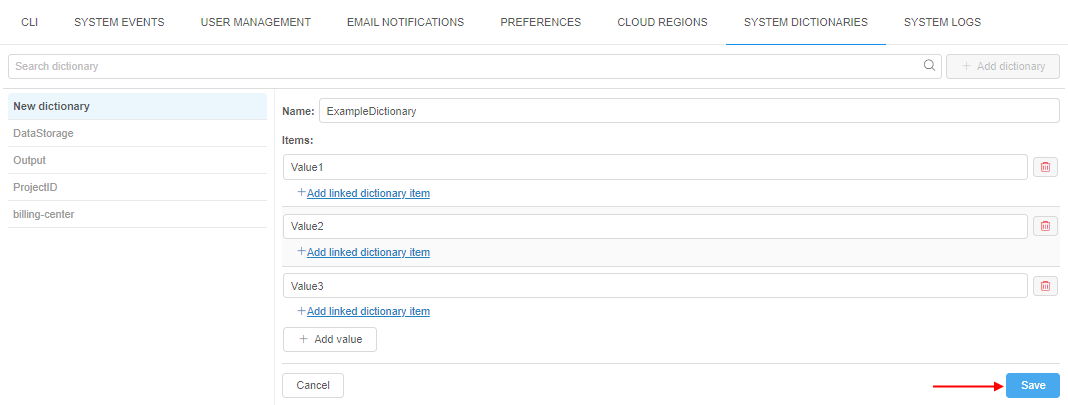 CLI SYSTEM EVENTS USER MANAGEMENT EMAIL NOTIFICATIONS PREFERENCES CLOUD REGIONS SYSTEM DICTIONARIES SYSTEM LOGS
Search dictionary
+ Add dictionary
New dictionary
DataStorage
Output
ProjectID
billing-center
Name: ExampleDictionary
Items:
Value1
+ Add linked dictionary item
Value2
+ Add linked dictionary item
Value3
+ Add linked dictionary item
+ Add value
Cancel
Save